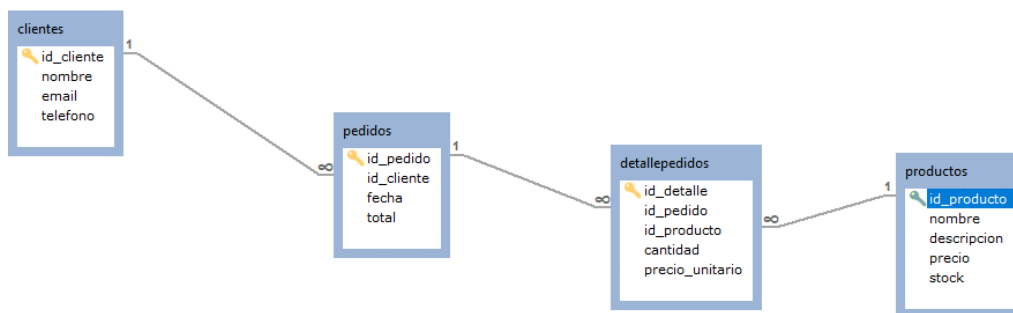 clientes
id_cliente
nombre
email
telefono
1
∞
pedidos
id_pedido
id_cliente
fecha
total
1
∞
detallepedidos
id_detalle
id_pedido
id_producto
cantidad
precio_unitario
∞
1
productos
id_producto
nombre
descripcion
precio
stock